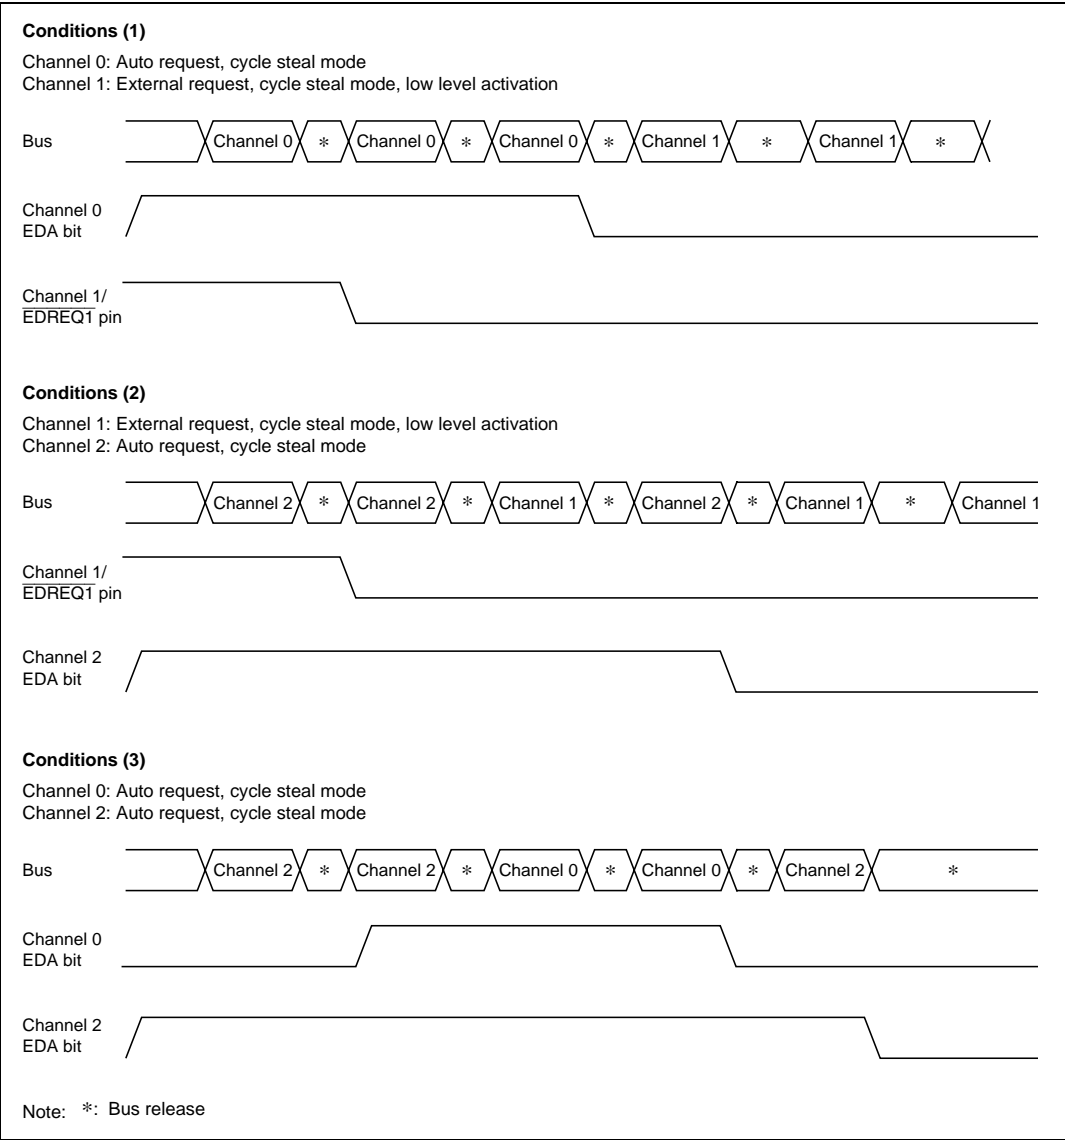 Conditions (1)
Channel 0: Auto request, cycle steal mode
Channel 1: External request, cycle steal mode, low level activation
Bus Channel 0 * Channel 0 * Channel 0 * Channel 1 * Channel 1 *
Channel 0
EDA bit
Channel 1/
EDREQ1 pin
Conditions (2)
Channel 1: External request, cycle steal mode, low level activation
Channel 2: Auto request, cycle steal mode
Bus Channel 2 * Channel 2 * Channel 1 * Channel 2 * Channel 1 * Channel 1
Channel 1/
EDREQ1 pin
Channel 2
EDA bit
Conditions (3)
Channel 0: Auto request, cycle steal mode
Channel 2: Auto request, cycle steal mode
Bus Channel 2 * Channel 2 * Channel 0 * Channel 0 * Channel 2 *
Channel 0
EDA bit
Channel 2
EDA bit
Note: *: Bus release